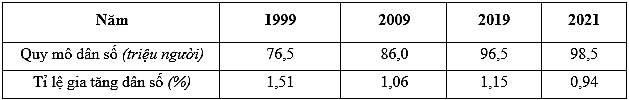 Năm 1999 2009 2019 2021
Quy mô dân số (triệu người) 76,5 86,0 96,5 98,5
Tỉ lệ gia tăng dân số (%) 1,51 1,06 1,15 0,94